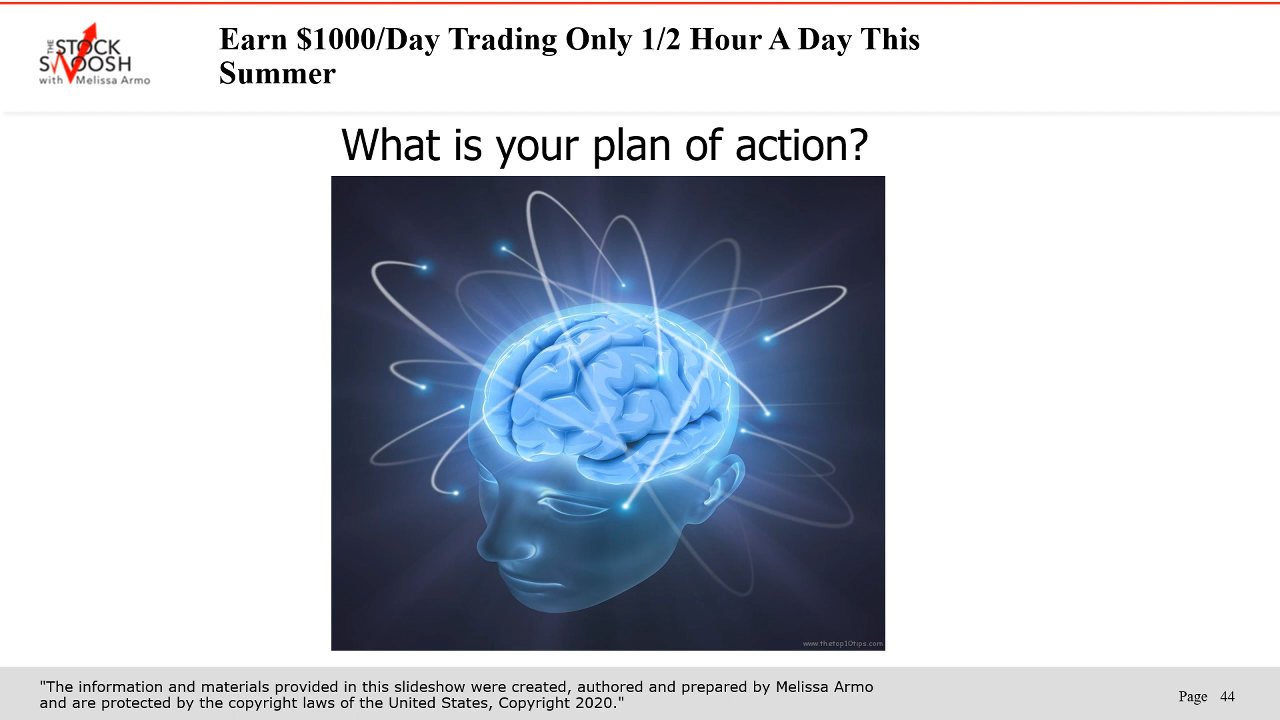 THE
STOCK
SWOOSH
with Melissa Armo
Earn $1000/Day Trading Only 1/2 Hour A Day This
Summer
What is your plan of action?
www.thetop10tips.com
"The information and materials provided in this slideshow were created, authored and prepared by Melissa Armo
and are protected by the copyright laws of the United States, Copyright 2020."
Page 44